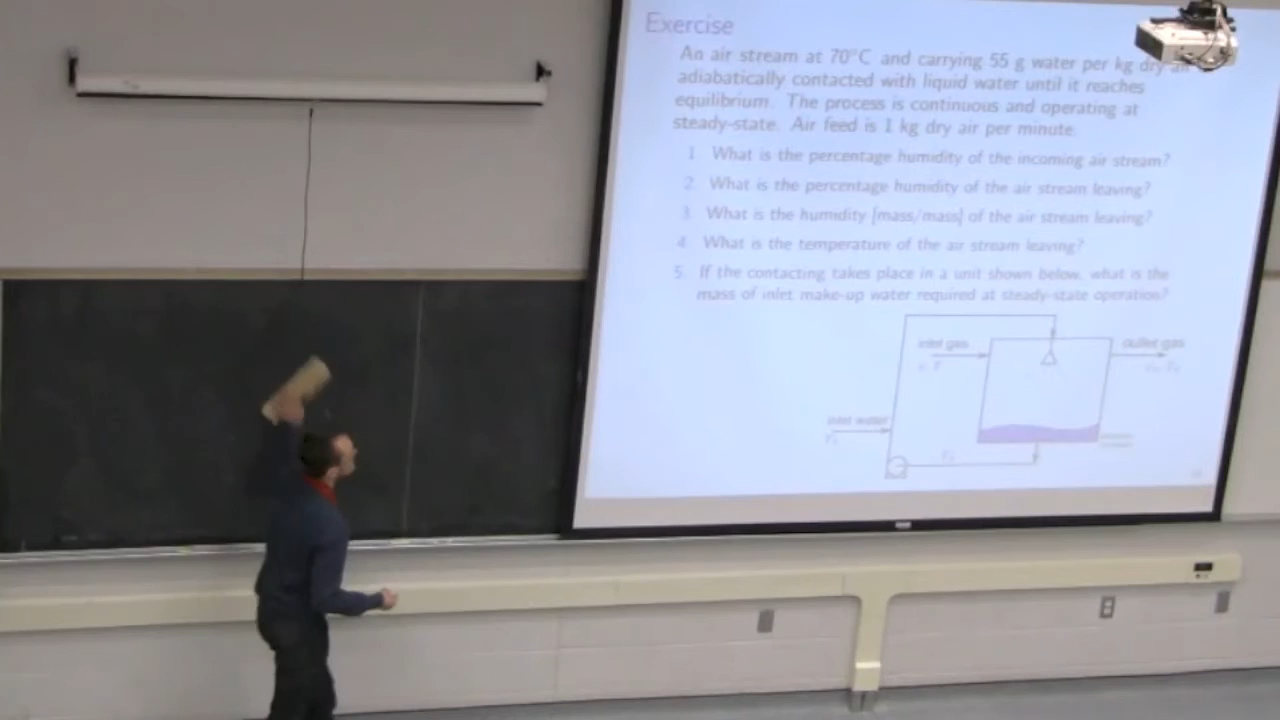 Exercise
An air stream at 70°C and carrying 55 g water per kg dry air
adiabatically contacted with liquid water until it reaches
equilibrium. The process is continuous and operating at
steady-state. Air feed is 1 kg dry air per minute.
1. What is the percentage humidity of the incoming air stream?
2. What is the percentage humidity of the air stream leaving?
3. What is the humidity [mass/mass] of the air stream leaving?
4. What is the temperature of the air stream leaving?
5. If the contacting takes place in a unit shown below, what is the
mass of inlet make-up water required at steady-state operation?
inlet gas
outlet gas
inlet water